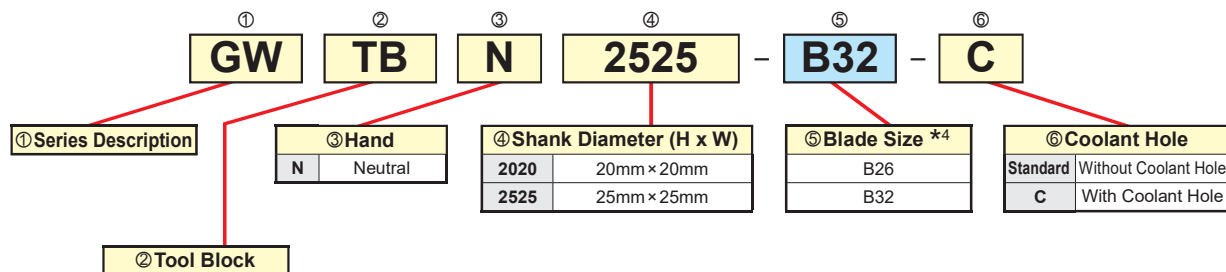 ① ② ③ ④ ⑤ ⑥
GW TB N 2525 – B32 – C
①Series Description
③Hand
N Neutral
④Shank Diameter (H x W)
2020 20mm×20mm
2525 25mm×25mm
⑤Blade Size *4
B26
B32
⑥Coolant Hole
Standard Without Coolant Hole
C With Coolant Hole
②Tool Block